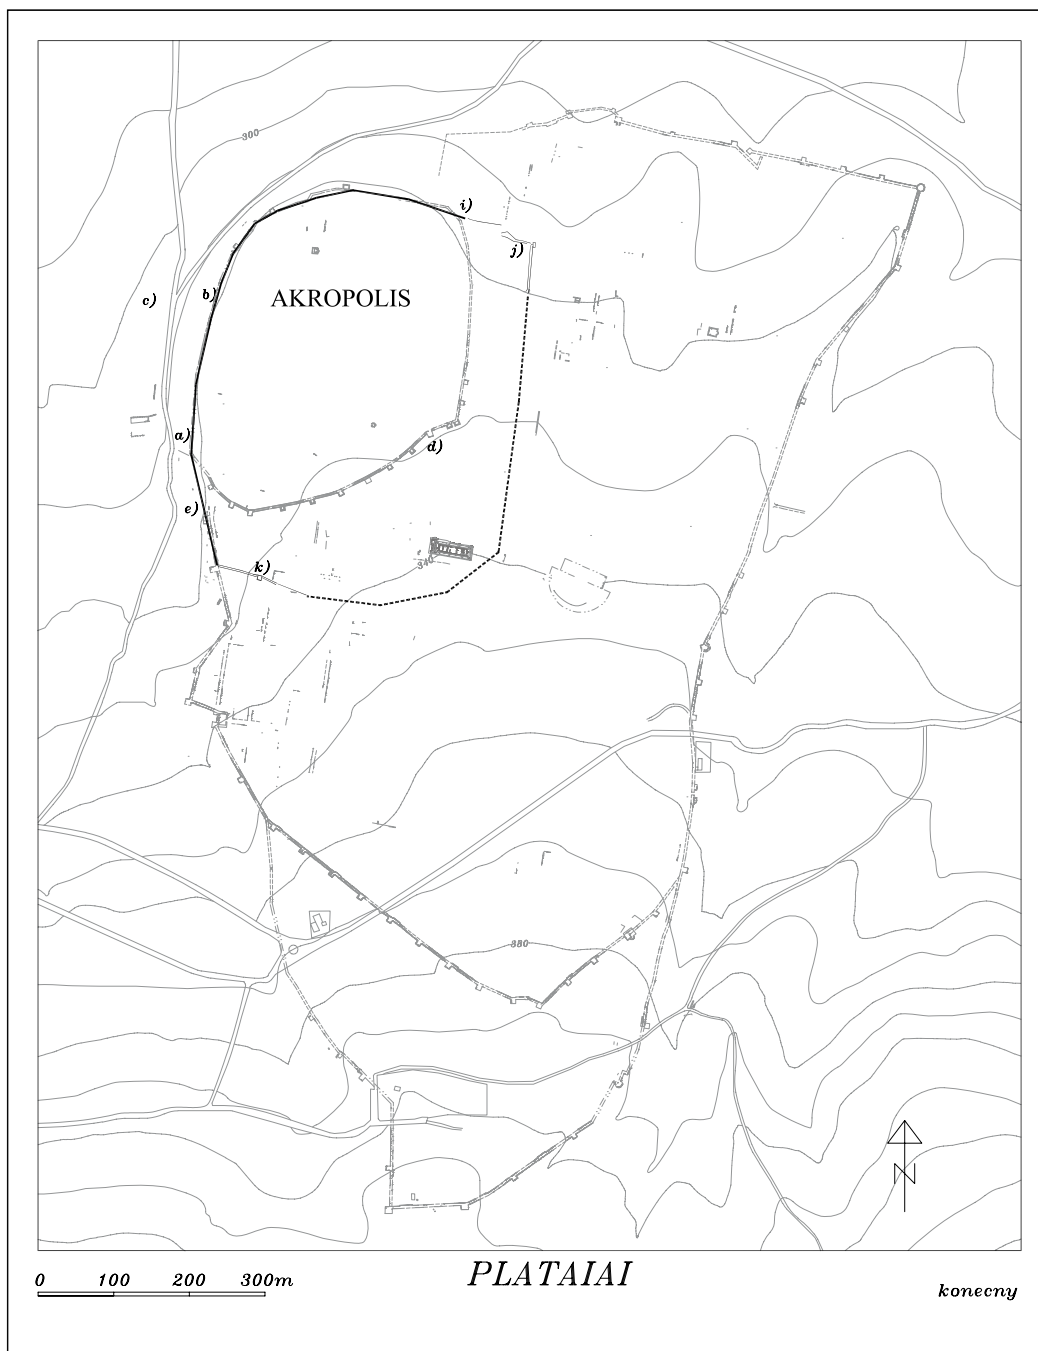 300
i)
j)
c)
b)
AKROPOLIS
a)
d)
e)
k)
340
380
N
0 100 200 300m
PLATAIAI
konecny